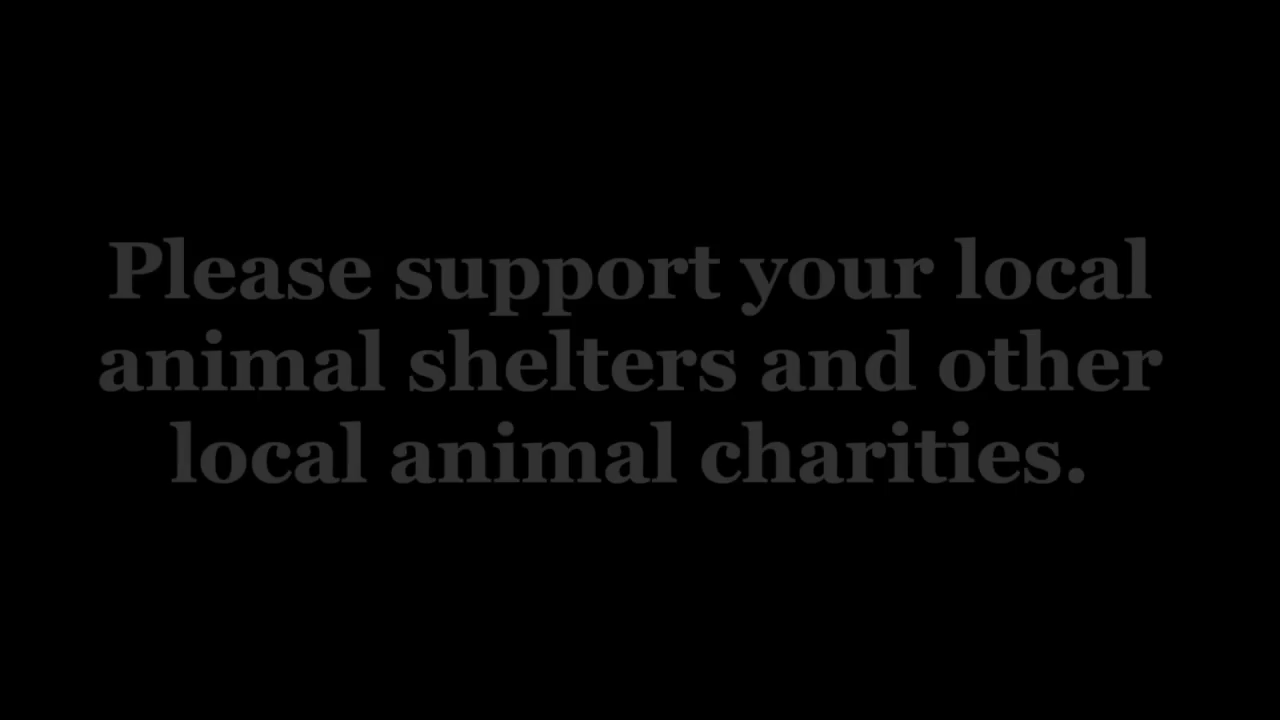 Please support your local
animal shelters and other
local animal charities.